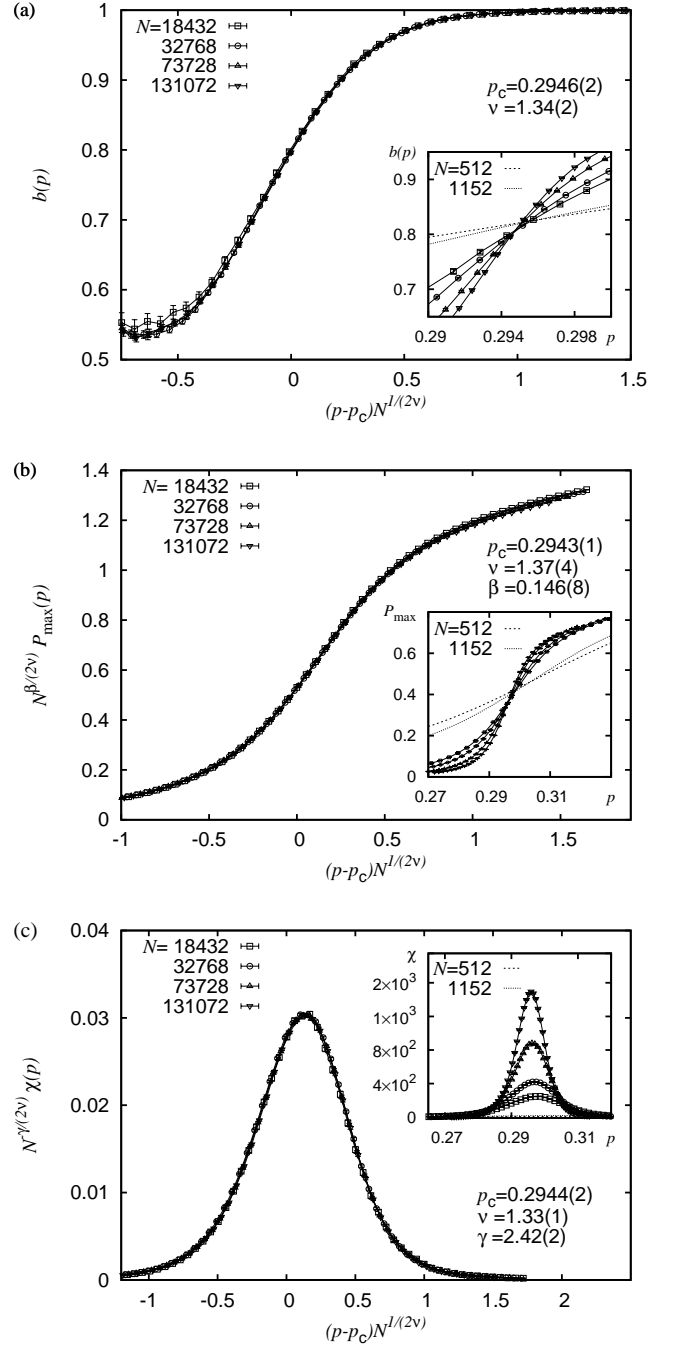 (a)
b(p)
1
0.9
0.8
0.7
0.6
0.5
N=18432
32768
73728
131072
p_c=0.2946(2)
ν =1.34(2)
b(p)
N=512
1152
0.9
0.8
0.7
0.29 0.294 0.298 p
-0.5 0 0.5 1 1.5
(p-p_c)N^{1/(2ν)}
(b)
N^{β/(2ν)} P_max(p)
1.4
1.2
1.0
0.8
0.6
0.4
0.2
0
N= 18432
32768
73728
131072
p_c=0.2943(1)
ν =1.37(4)
β =0.146(8)
P_max
N=512
1152
0.6
0.4
0.2
0
0.27 0.29 0.31 p
-1 -0.5 0 0.5 1 1.5
(p-p_c)N^{1/(2ν)}
(c)
N^{-γ/(2ν)} χ(p)
0.04
0.03
0.02
0.01
0
N= 18432
32768
73728
131072
χ
N=512
1152
2×10^3
1×10^3
8×10^2
4×10^2
0
0.27 0.29 0.31 p
p_c=0.2944(2)
ν =1.33(1)
γ =2.42(2)
-1 -0.5 0 0.5 1 1.5 2
(p-p_c)N^{1/(2ν)}